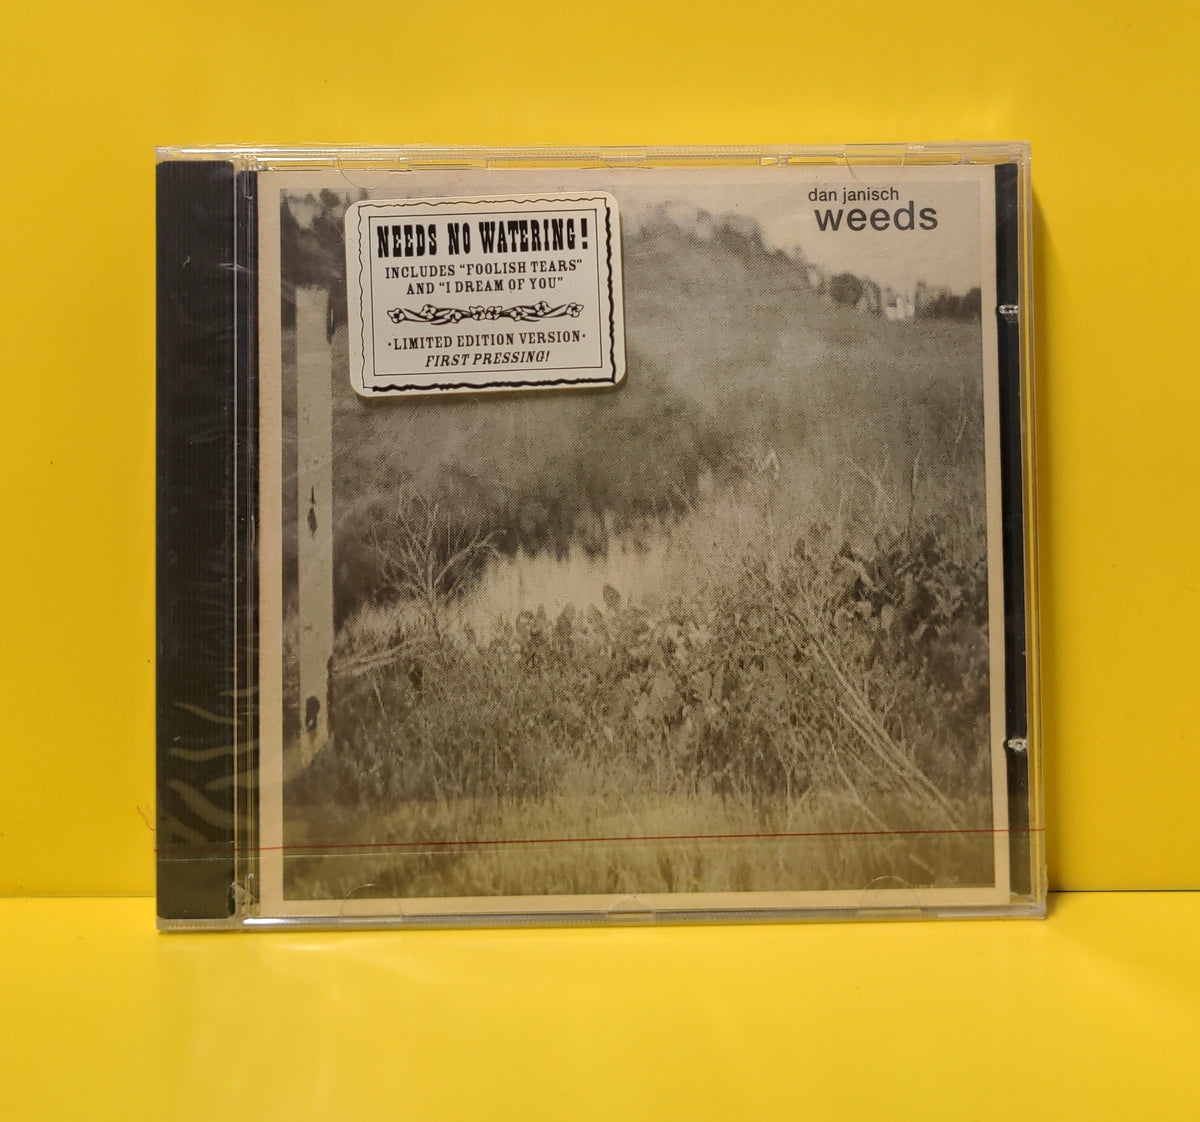 dan janisch
weeds
NEEDS NO WATERING!
INCLUDES "FOOLISH TEARS"
AND "I DREAM OF YOU"
·LIMITED EDITION VERSION·
FIRST PRESSING!